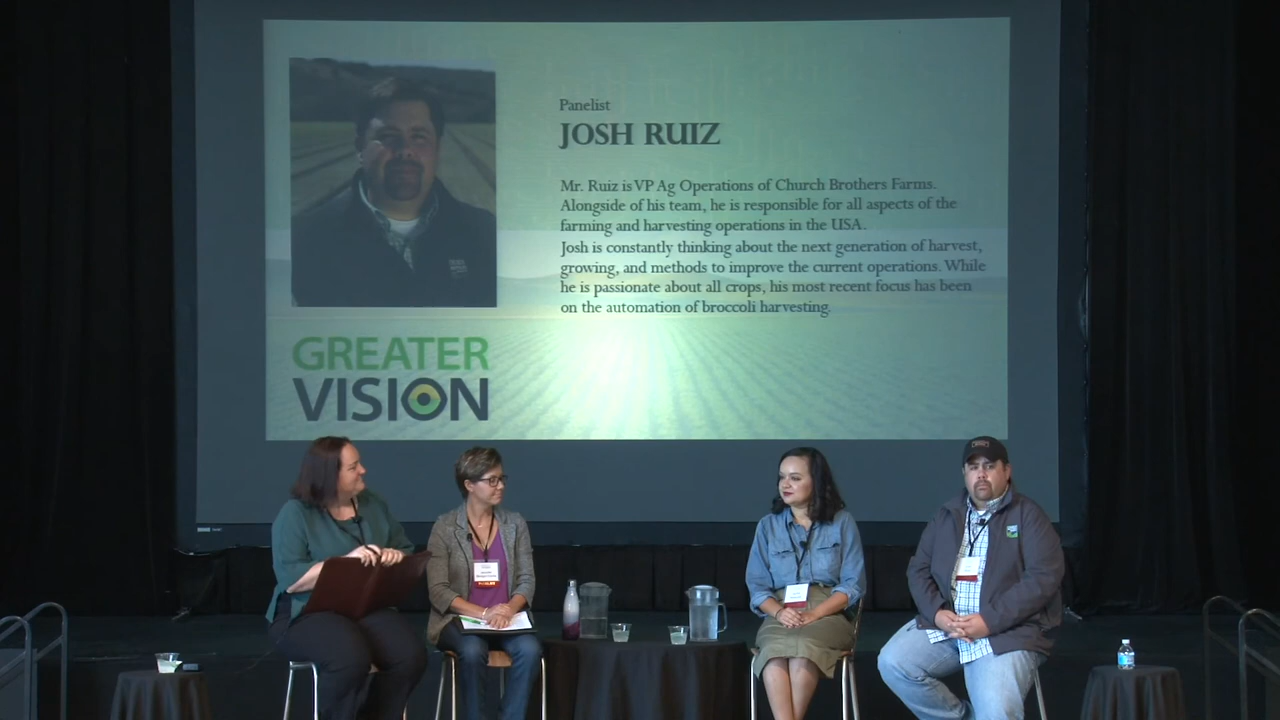 Panelist
JOSH RUIZ
Mr. Ruiz is VP Ag Operations of Church Brothers Farms.
Alongside of his team, he is responsible for all aspects of the
farming and harvesting operations in the USA.
Josh is constantly thinking about the next generation of harvest,
growing, and methods to improve the current operations. While
he is passionate about all crops, his most recent focus has been
on the automation of broccoli harvesting.
GREATER
VISION